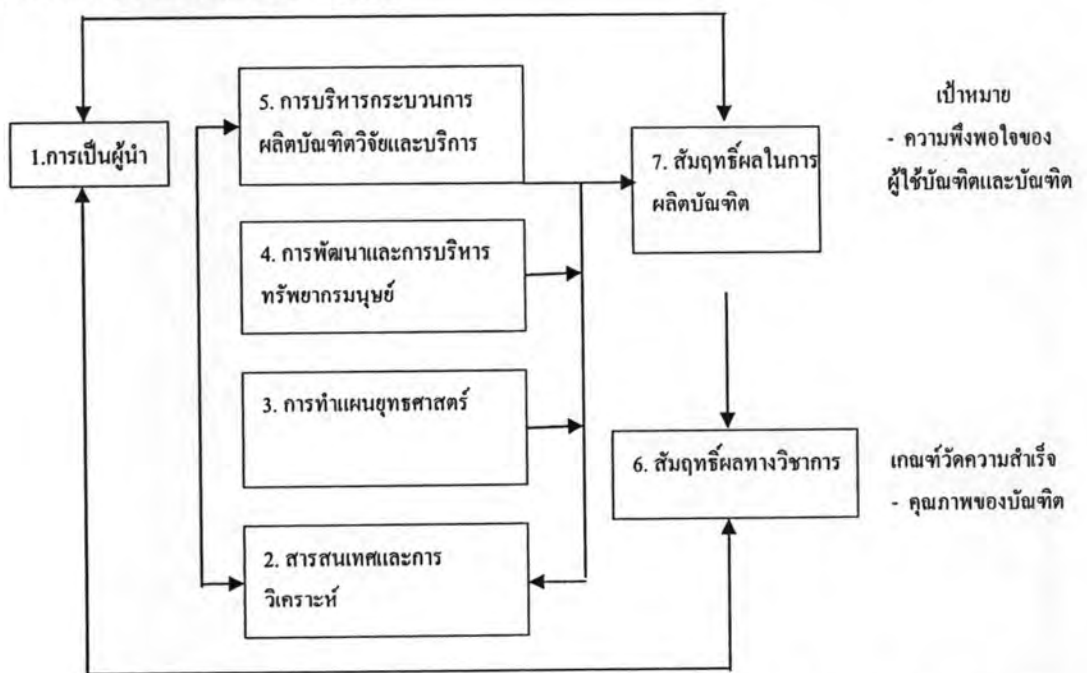 1.การเป็นผู้นำ
5. การบริหารกระบวนการ
ผลิตบัณฑิตวิจัยและบริการ
4. การพัฒนาและการบริหาร
ทรัพยากรมนุษย์
3. การทำแผนยุทธศาสตร์
2. สารสนเทศและการ
วิเคราะห์
7. สัมฤทธิ์ผลในการ
ผลิตบัณฑิต
6. สัมฤทธิ์ผลทางวิชาการ
เป้าหมาย
- ความพึงพอใจของ
ผู้ใช้บัณฑิตและบัณฑิต
เกณฑ์วัดความสำเร็จ
- คุณภาพของบัณฑิต